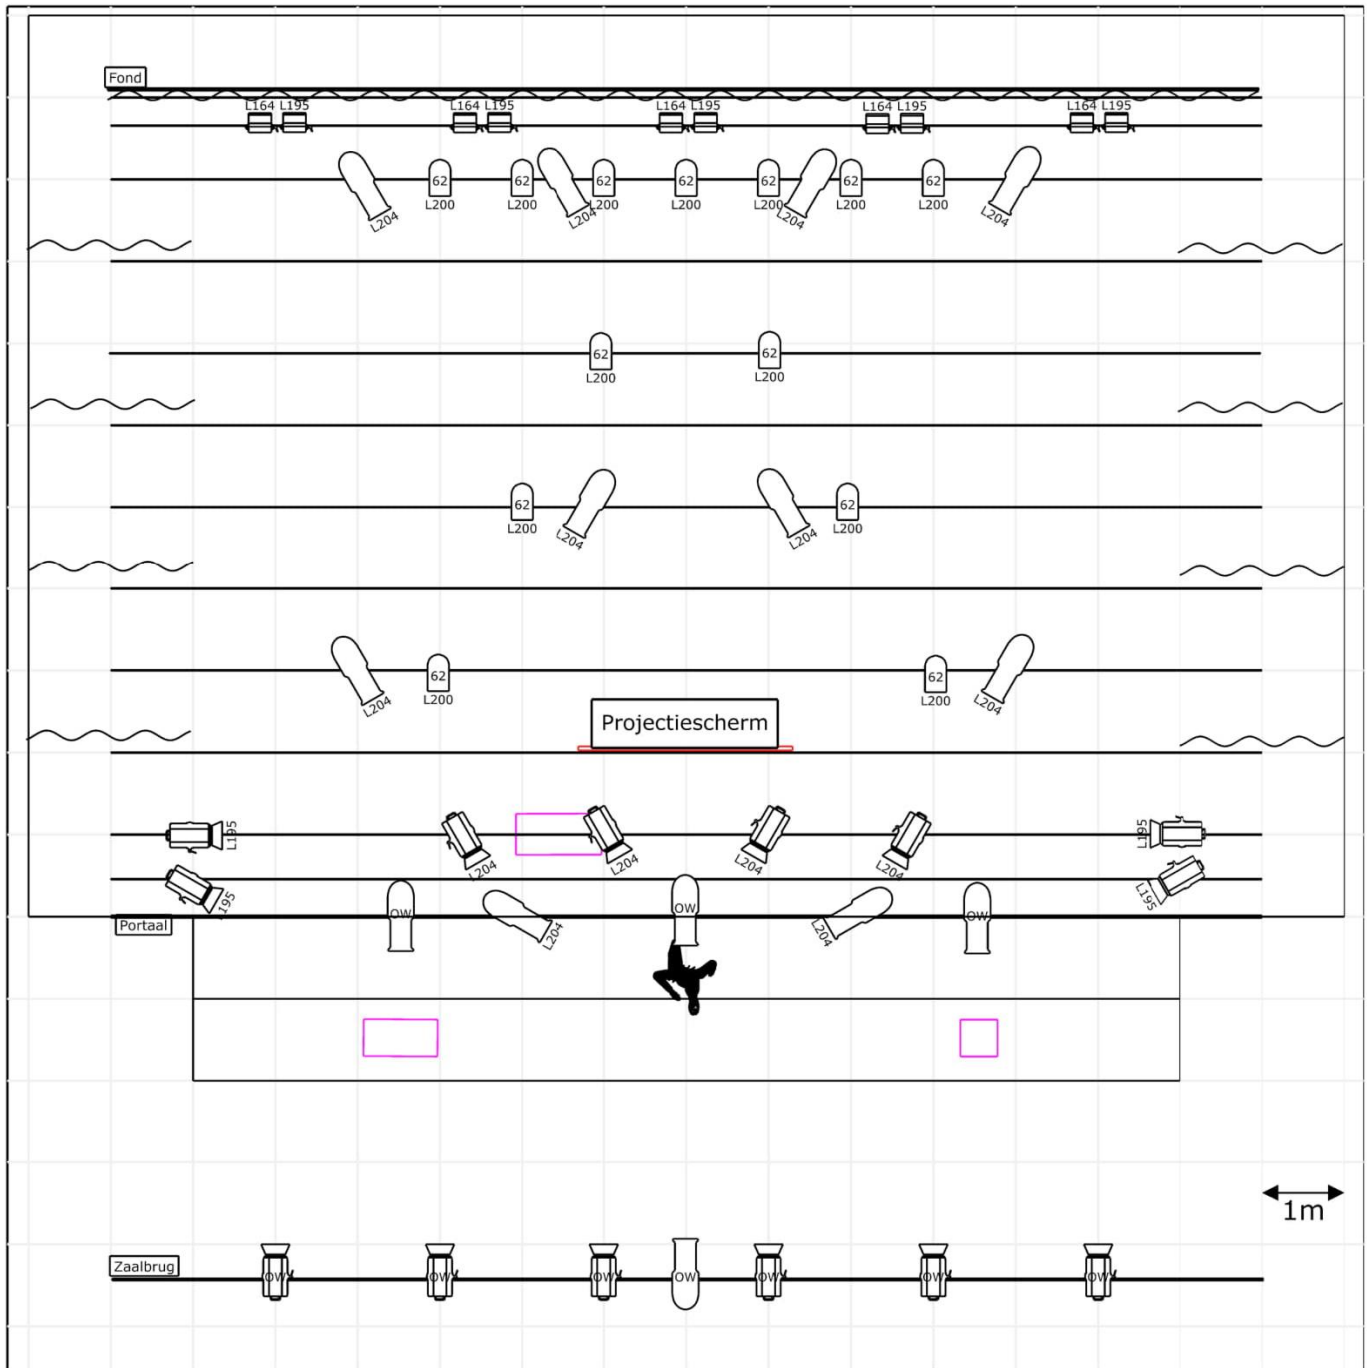 Fond
L164 L195 L164 L195 L164 L195 L164 L195 L164 L195
62 62 62 62 62 62 62
L204 L200 L200 L204 L200 L200 L200 L204 L200 L200 L204
62 62
L200 L200
62 62
L200 L204 L204 L200
62 62
L204 L200 L200 L204
Projectiescherm
L195 L204 L204 L204 L204 L195
L195 L195
OW OW OW
Portaal L204 L204
1m
Zaalbrug
OW OW OW OW OW OW OW